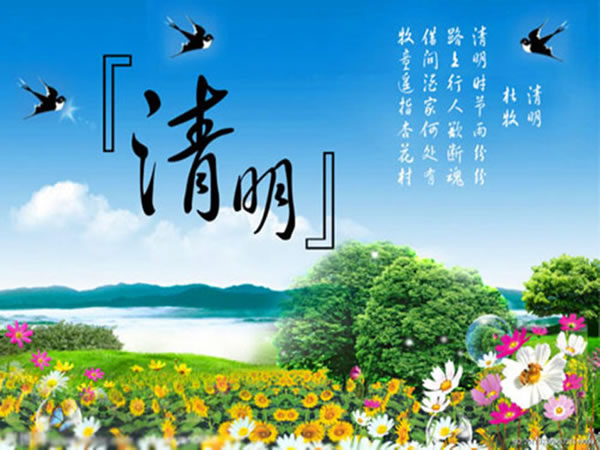 『清明』
清明
杜牧
清明时节雨纷纷
路上行人欲断魂
借问酒家何处有
牧童遥指杏花村